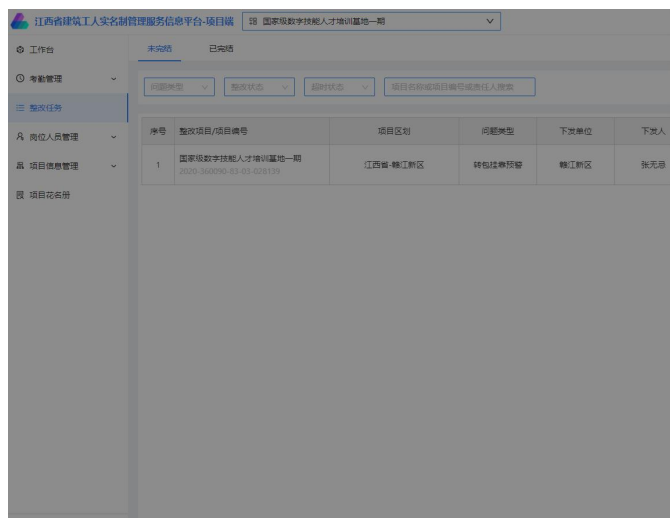 江西省建筑工人实名制管理服务信息平台-项目端 国家级数字技能人才培训基地一期
工作台
考勤管理
整改任务
岗位人员管理
项目信息管理
项目花名册
未完结 已完结
问题类型 整改状态 超时状态 项目名称或项目编号或责任人搜索
序号 整改项目/项目编号 项目区划 问题类型 下发单位 下发人
1 国家级数字技能人才培训基地一期 江西省-赣江新区 转包挂靠预警 赣江新区 张无忌
2020-360090-83-03-028139